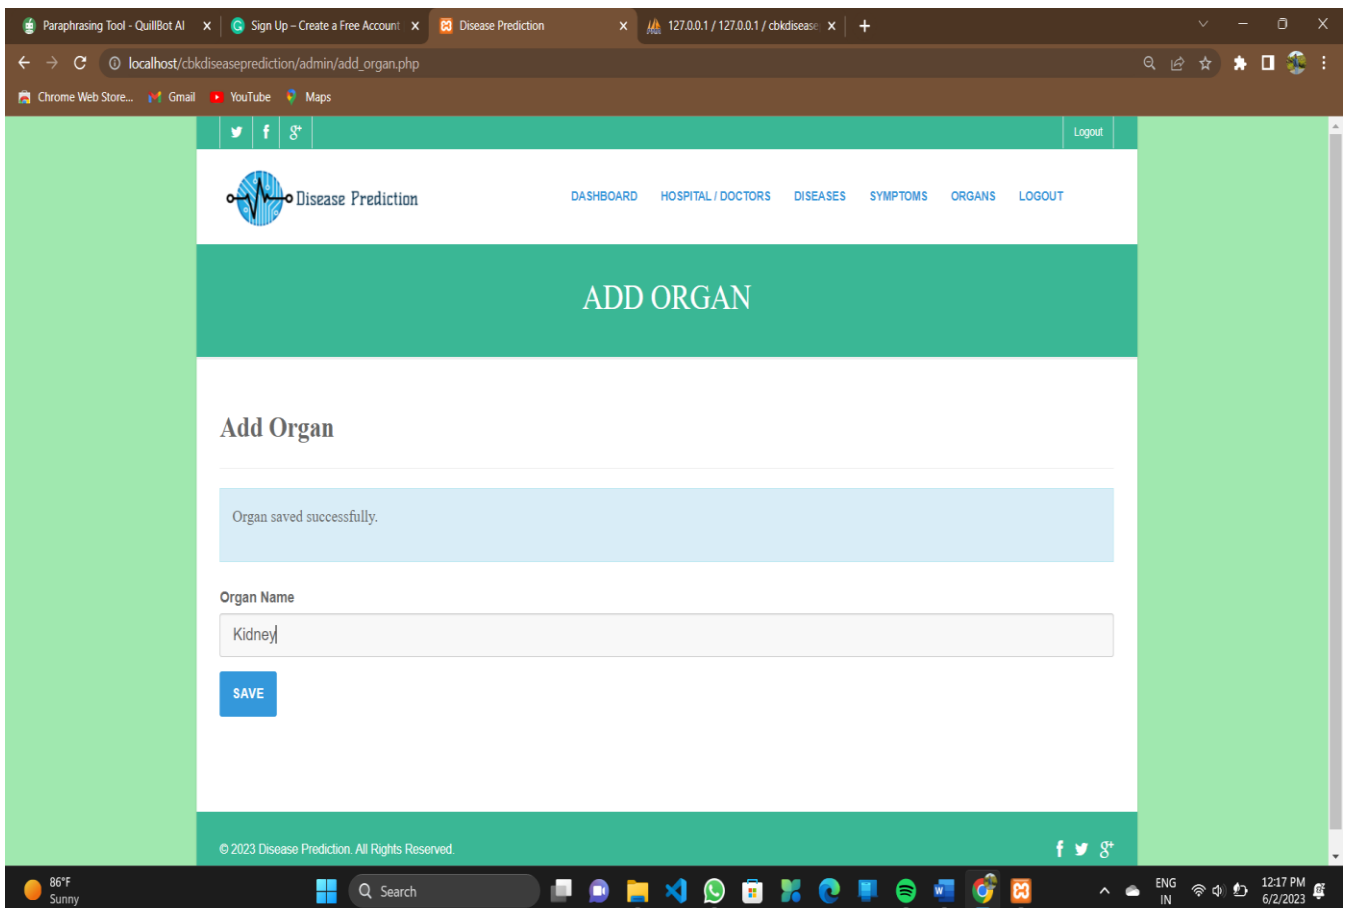 Paraphrasing Tool - QuillBot AI
Sign Up – Create a Free Account
Disease Prediction
127.0.0.1 / 127.0.0.1 / cbkdisease
localhost/cbkdiseaseprediction/admin/add_organ.php
Chrome Web Store... Gmail YouTube Maps
Logout
Disease Prediction
DASHBOARD HOSPITAL / DOCTORS DISEASES SYMPTOMS ORGANS LOGOUT
ADD ORGAN
Add Organ
Organ saved successfully.
Organ Name
Kidney
SAVE
© 2023 Disease Prediction. All Rights Reserved.
86°F
Sunny
Search
ENG
IN
12:17 PM
6/2/2023